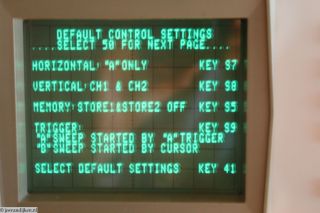 DEFAULT CONTROL SETTINGS
....SELECT 50 FOR NEXT PAGE....
HORIZONTAL: "A" ONLY KEY 97
VERTICAL: CH1 & CH2 KEY 98
MEMORY: STORE1&STORE2 OFF KEY 95
TRIGGER: KEY 99
"A" SWEEP STARTED BY "A" TRIGGER
"B" SWEEP STARTED BY CURSOR
SELECT DEFAULT SETTINGS KEY 41